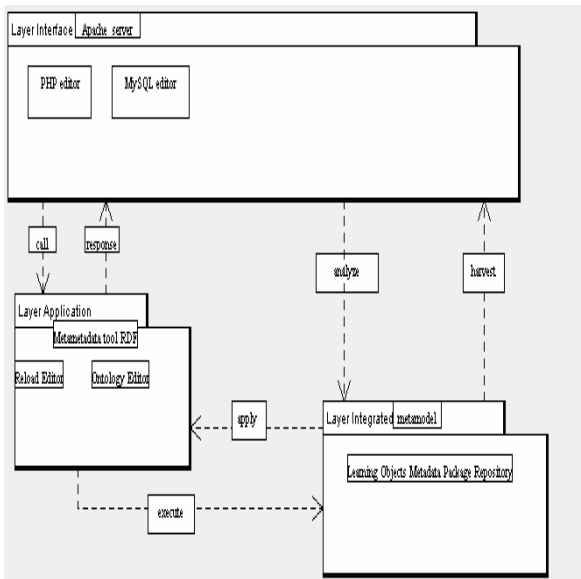 Layer Interface Apache server
PHP editor MySQL editor
call response analyze harvest
Layer Application
Metametadata tool RDF
Reload Editor Ontology Editor
apply
Layer Integrated metamodel
Learning Objects Metadata Package Repository
execute